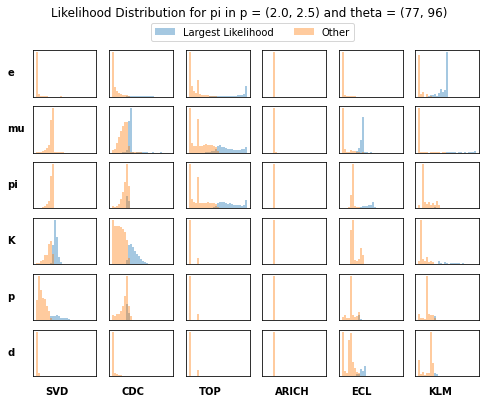 Likelihood Distribution for pi in p = (2.0, 2.5) and theta = (77, 96)
Largest Likelihood Other
e
mu
pi
K
p
d
SVD CDC TOP ARICH ECL KLM